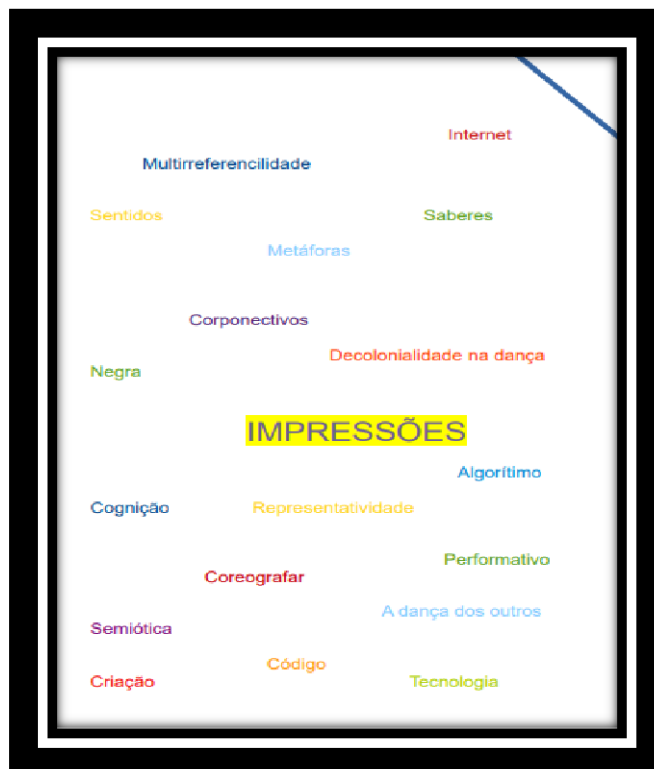 Internet
Multirreferencilidade
Sentidos
Saberes
Metáforas
Corponectivos
Decolonialidade na dança
Negra
IMPRESSÕES
Algorítimo
Cognição
Representatividade
Performativo
Coreografar
A dança dos outros
Semiótica
Código
Criação
Tecnologia